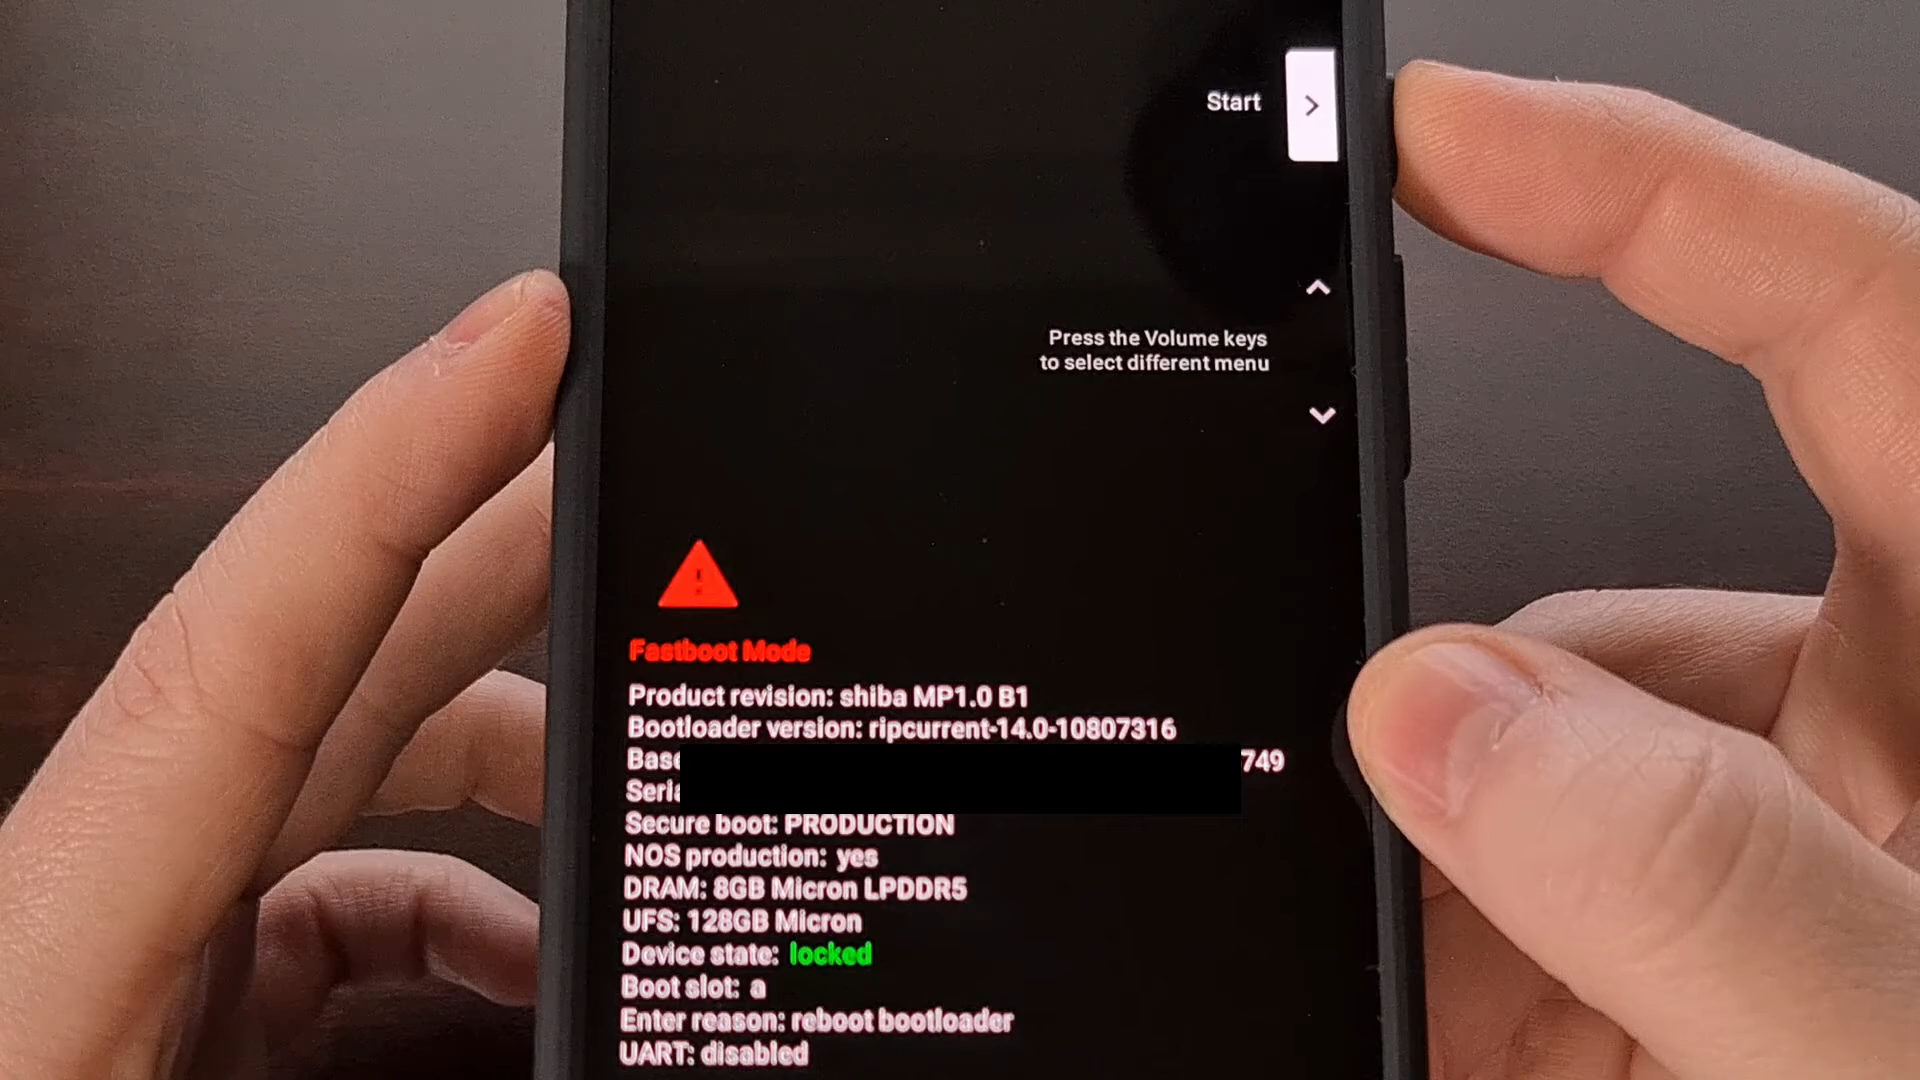 Start
Press the Volume keys
to select different menu
Fastboot Mode
Product revision: shiba MP1.0 B1
Bootloader version: ripcurrent-14.0-10807316
749
Secure boot: PRODUCTION
NOS production: yes
DRAM: 8GB Micron LPDDR5
UFS: 128GB Micron
Device state: locked
Boot slot: a
Enter reason: reboot bootloader
UART: disabled